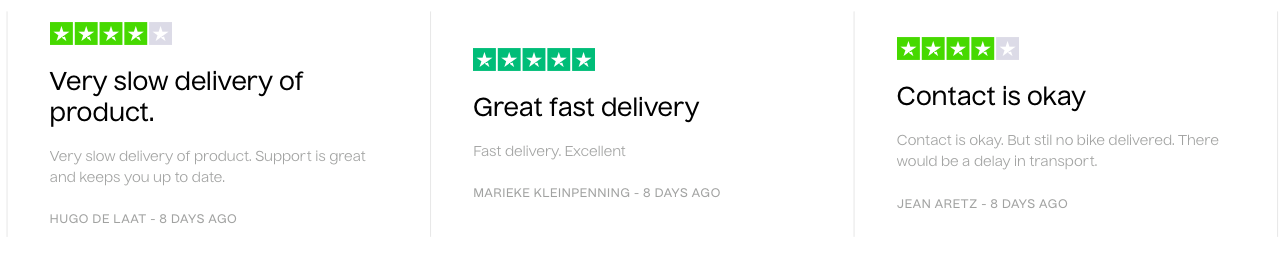 Very slow delivery of
product.
Very slow delivery of product. Support is great
and keeps you up to date.
HUGO DE LAAT - 8 DAYS AGO
Great fast delivery
Fast delivery. Excellent
MARIEKE KLEINPENNING - 8 DAYS AGO
Contact is okay
Contact is okay. But stil no bike delivered. There
would be a delay in transport.
JEAN ARETZ - 8 DAYS AGO